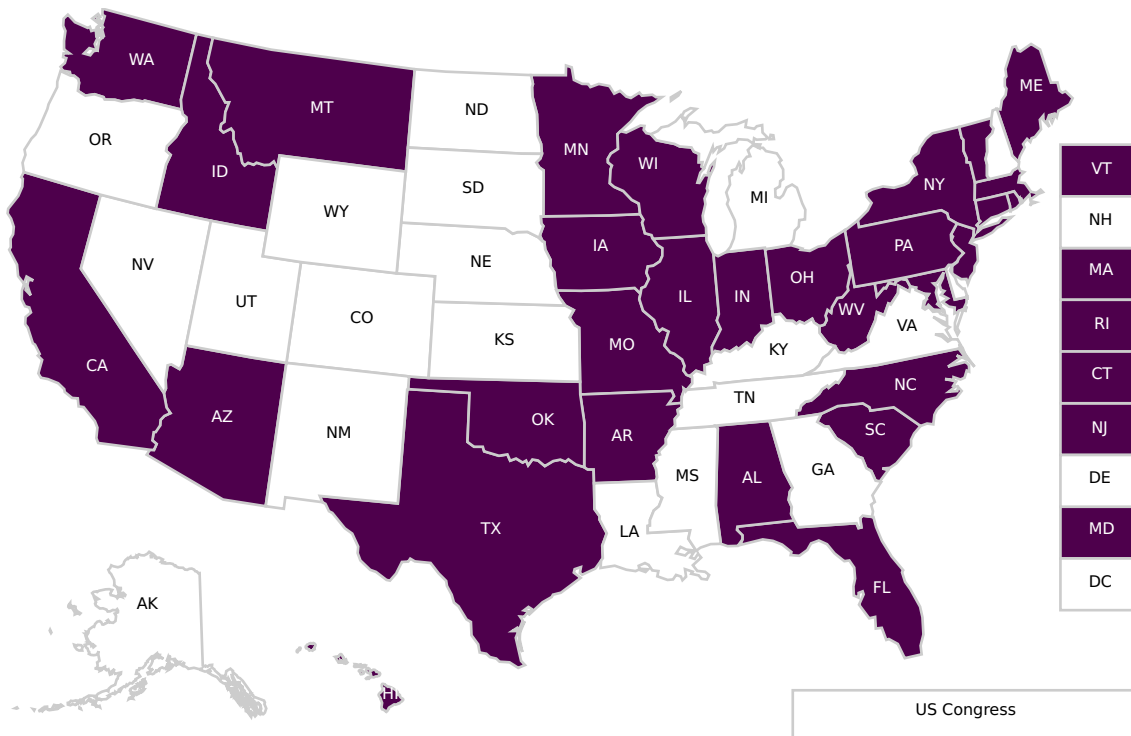 WA
ME
MT
ND
OR
MN
VT
ID
WI
NY
SD
MI
WY
NH
IA
PA
NV
NE
OH
MA
UT
IL
IN
WV
CO
VA
RI
KS
MO
KY
CA
CT
NC
TN
AZ
OK
NM
AR
SC
NJ
MS
AL
GA
DE
TX
LA
MD
DC
FL
AK
HI
US Congress